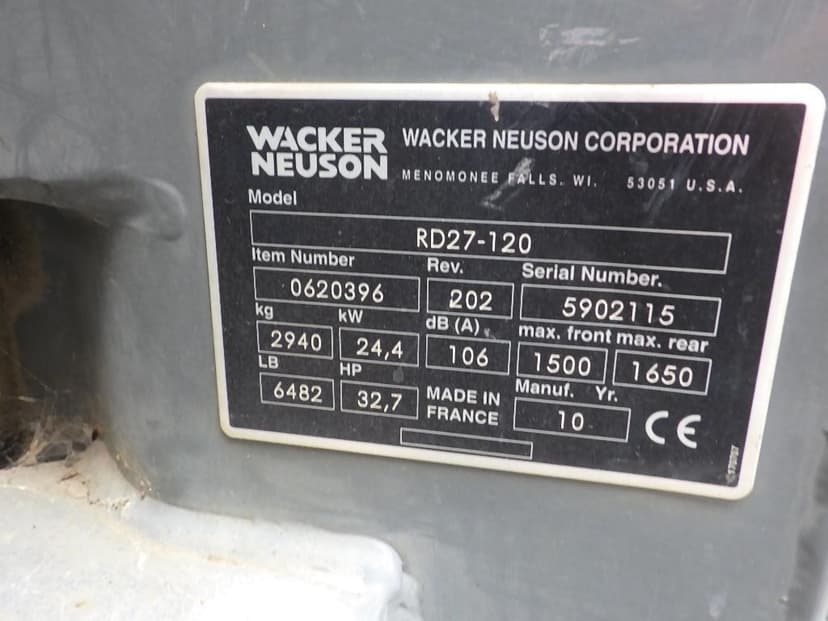 WACKER NEUSON WACKER NEUSON CORPORATION
MENOMONEE FALLS. WI. 53051 U.S.A.
Model
RD27-120
Item Number Rev. Serial Number.
0620396 202 5902115
kg kW dB (A) max. front max. rear
2940 24,4 106 1500 1650
LB HP MADE IN FRANCE Manuf. Yr.
6482 32,7 10 CE